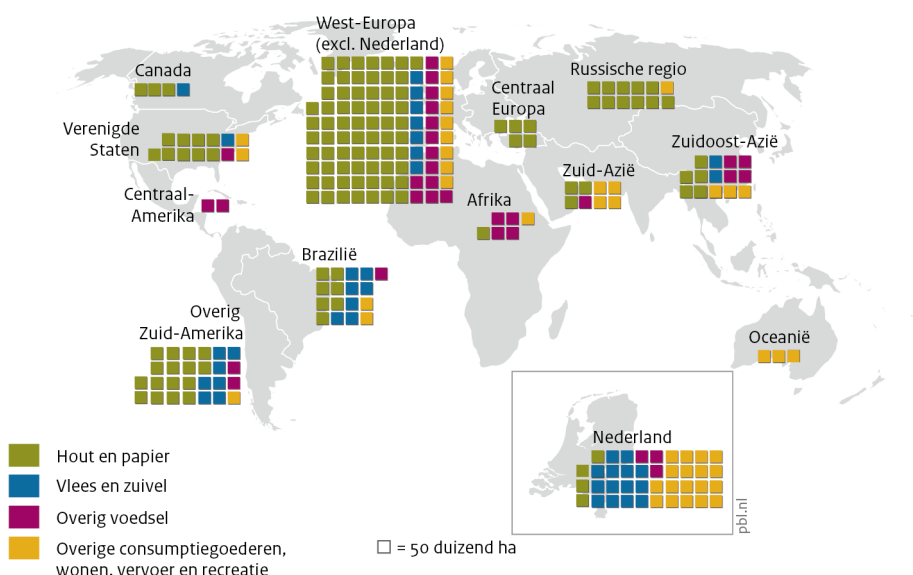 West-Europa
(excl. Nederland)
Canada
Russische regio
Centraal
Europa
Verenigde
Staten
Zuidoost-Azië
Zuid-Azië
Centraal-
Amerika
Afrika
Brazilië
Overig
Zuid-Amerika
Oceanië
Nederland
Hout en papier
Vlees en zuivel
Overig voedsel
Overige consumptiegoederen,
wonen, vervoer en recreatie
= 50 duizend ha
pbl.nl